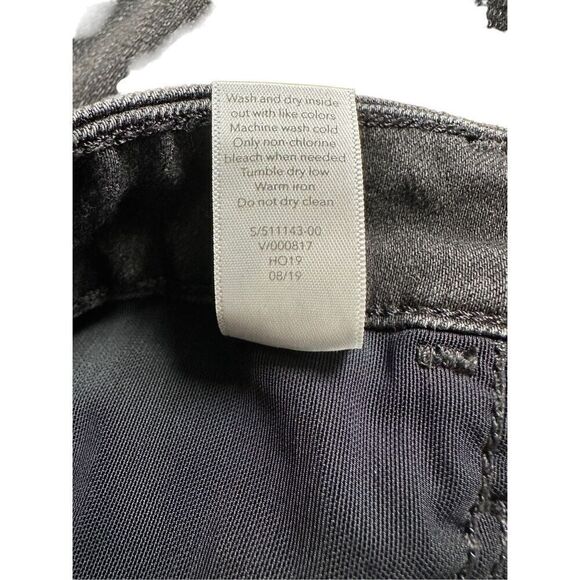 Wash and dry inside
out with like colors
Machine wash cold
Only non-chlorine
bleach when needed
Tumble dry low
Warm iron
Do not dry clean
S/511143-00
V/000817
HO19
08/19